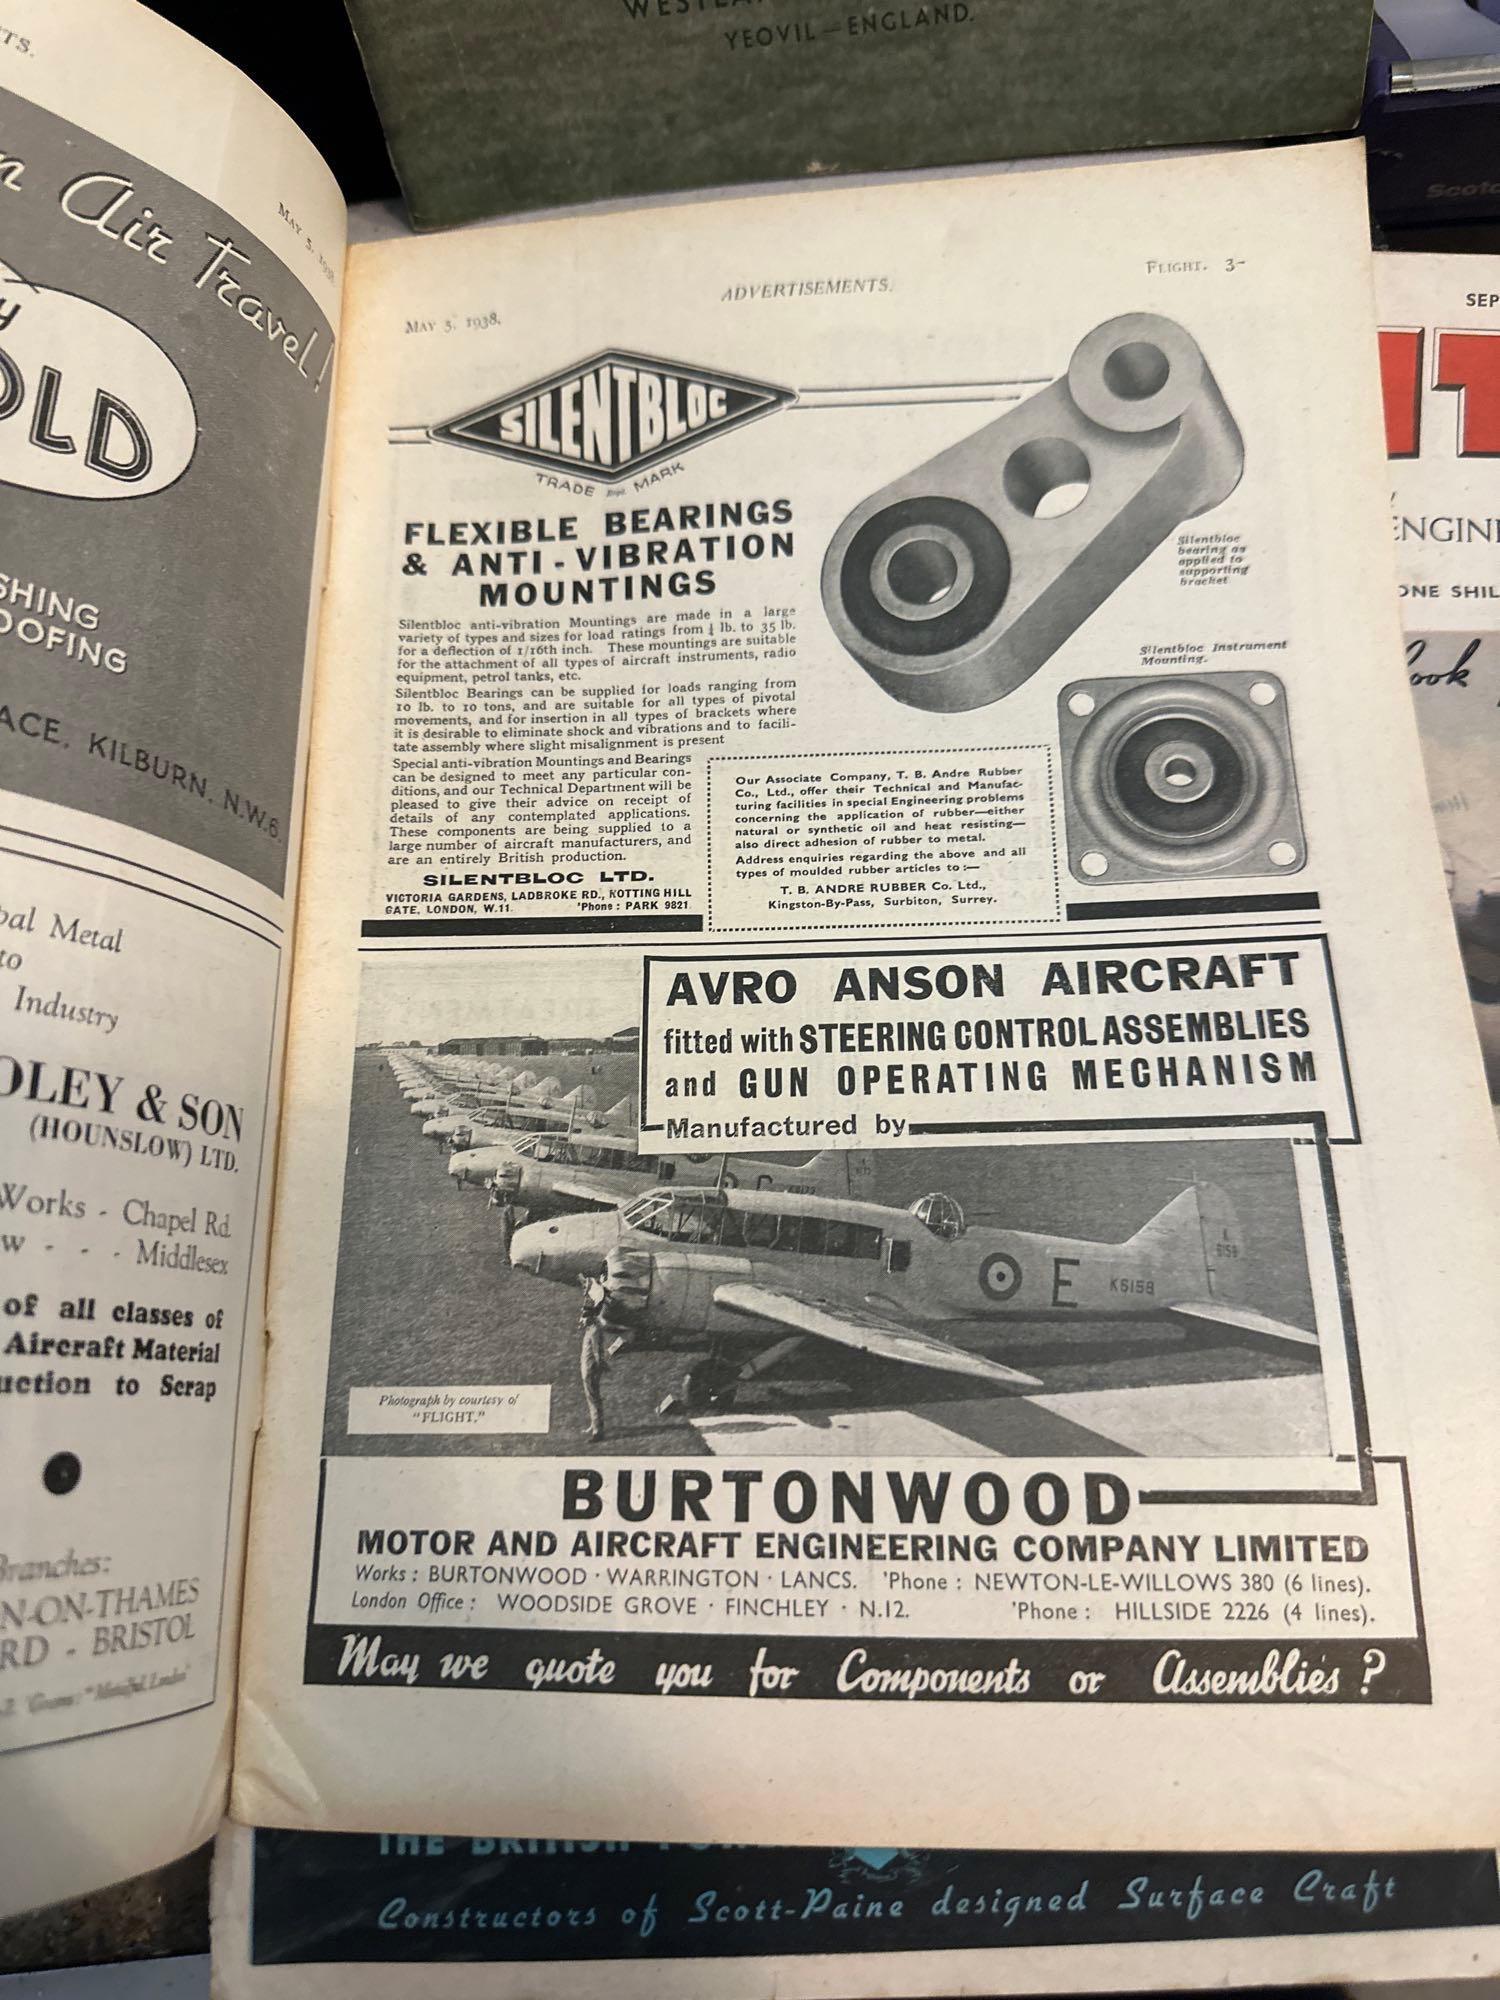 YEOVIL — ENGLAND.
TS.
Air Travel!
MAY 5, 1938
OLD
SHING
OOFING
ACE, KILBURN, N.W.6
Metal
to
Industry
OLEY & SON
(HOUNSLOW) LTD.
Works - Chapel Rd
W - - - Middlesex
of all classes of
Aircraft Material
uction to Scrap
Branches:
N-ON-THAMES
RD - BRISTOL
MAY 5, 1938.
ADVERTISEMENTS.
FLIGHT. 3-
SILENTBLOC
TRADE Regd. MARK
FLEXIBLE BEARINGS
& ANTI-VIBRATION
MOUNTINGS
Silentbloc anti-vibration Mountings are made in a large
variety of types and sizes for load ratings from ¼ lb. to 35 lb.
for a deflection of 1/16th inch. These mountings are suitable
for the attachment of all types of aircraft instruments, radio
equipment, petrol tanks, etc.
Silentbloc Bearings can be supplied for loads ranging from
10 lb. to 10 tons, and are suitable for all types of pivotal
movements, and for insertion in all types of brackets where
it is desirable to eliminate shock and vibrations and to facili-
tate assembly where slight misalignment is present
Special anti-vibration Mountings and Bearings
can be designed to meet any particular con-
ditions, and our Technical Department will be
pleased to give their advice on receipt of
details of any contemplated applications.
These components are being supplied to a
large number of aircraft manufacturers, and
are an entirely British production.
SILENTBLOC LTD.
VICTORIA GARDENS, LADBROKE RD., NOTTING HILL
GATE, LONDON, W.11. 'Phone : PARK 9821
Silentbloc
bearing as
applied to
supporting
bracket
Silentbloc Instrument
Mounting.
Our Associate Company, T. B. Andre Rubber
Co., Ltd., offer their Technical and Manufac-
turing facilities in special Engineering problems
concerning the application of rubber—either
natural or synthetic oil and heat resisting—
also direct adhesion of rubber to metal.
Address enquiries regarding the above and all
types of moulded rubber articles to :—
T. B. ANDRE RUBBER Co. Ltd.,
Kingston-By-Pass, Surbiton, Surrey.
AVRO ANSON AIRCRAFT
fitted with STEERING CONTROL ASSEMBLIES
and GUN OPERATING MECHANISM
Manufactured by
K
6159
E K6159
Photograph by courtesy of
"FLIGHT."
BURTONWOOD
MOTOR AND AIRCRAFT ENGINEERING COMPANY LIMITED
Works : BURTONWOOD · WARRINGTON · LANCS. 'Phone : NEWTON-LE-WILLOWS 380 (6 lines).
London Office : WOODSIDE GROVE · FINCHLEY · N.12. 'Phone : HILLSIDE 2226 (4 lines).
May we quote you for Components or Assemblies ?
SEP
ENGIN
ONE SHIL
THE BRITISH
Constructors of Scott-Paine designed Surface Craft